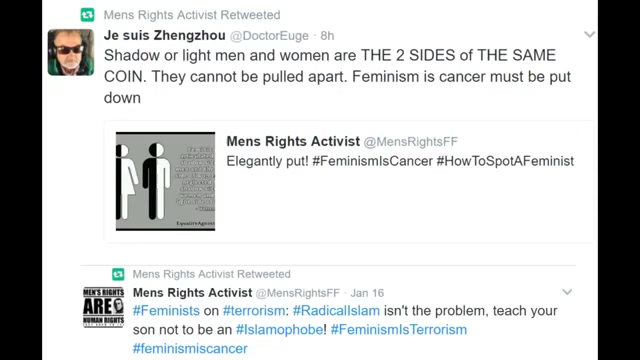 Mens Rights Activist Retweeted
Je suis Zhengzhou @DoctorEuge · 8h
Shadow or light men and women are THE 2 SIDES of THE SAME
COIN. They cannot be pulled apart. Feminism is cancer must be put
down
Mens Rights Activist @MensRightsFF
Elegantly put! #FeminismIsCancer #HowToSpotAFeminist
Mens Rights Activist Retweeted
MEN'S RIGHTS
ARE
HUMAN RIGHTS
Mens Rights Activist @MensRightsFF · Jan 16
#Feminists on #terrorism: #RadicalIslam isn't the problem, teach your
son not to be an #Islamophobe! #FeminismIsTerrorism
#feminismiscancer